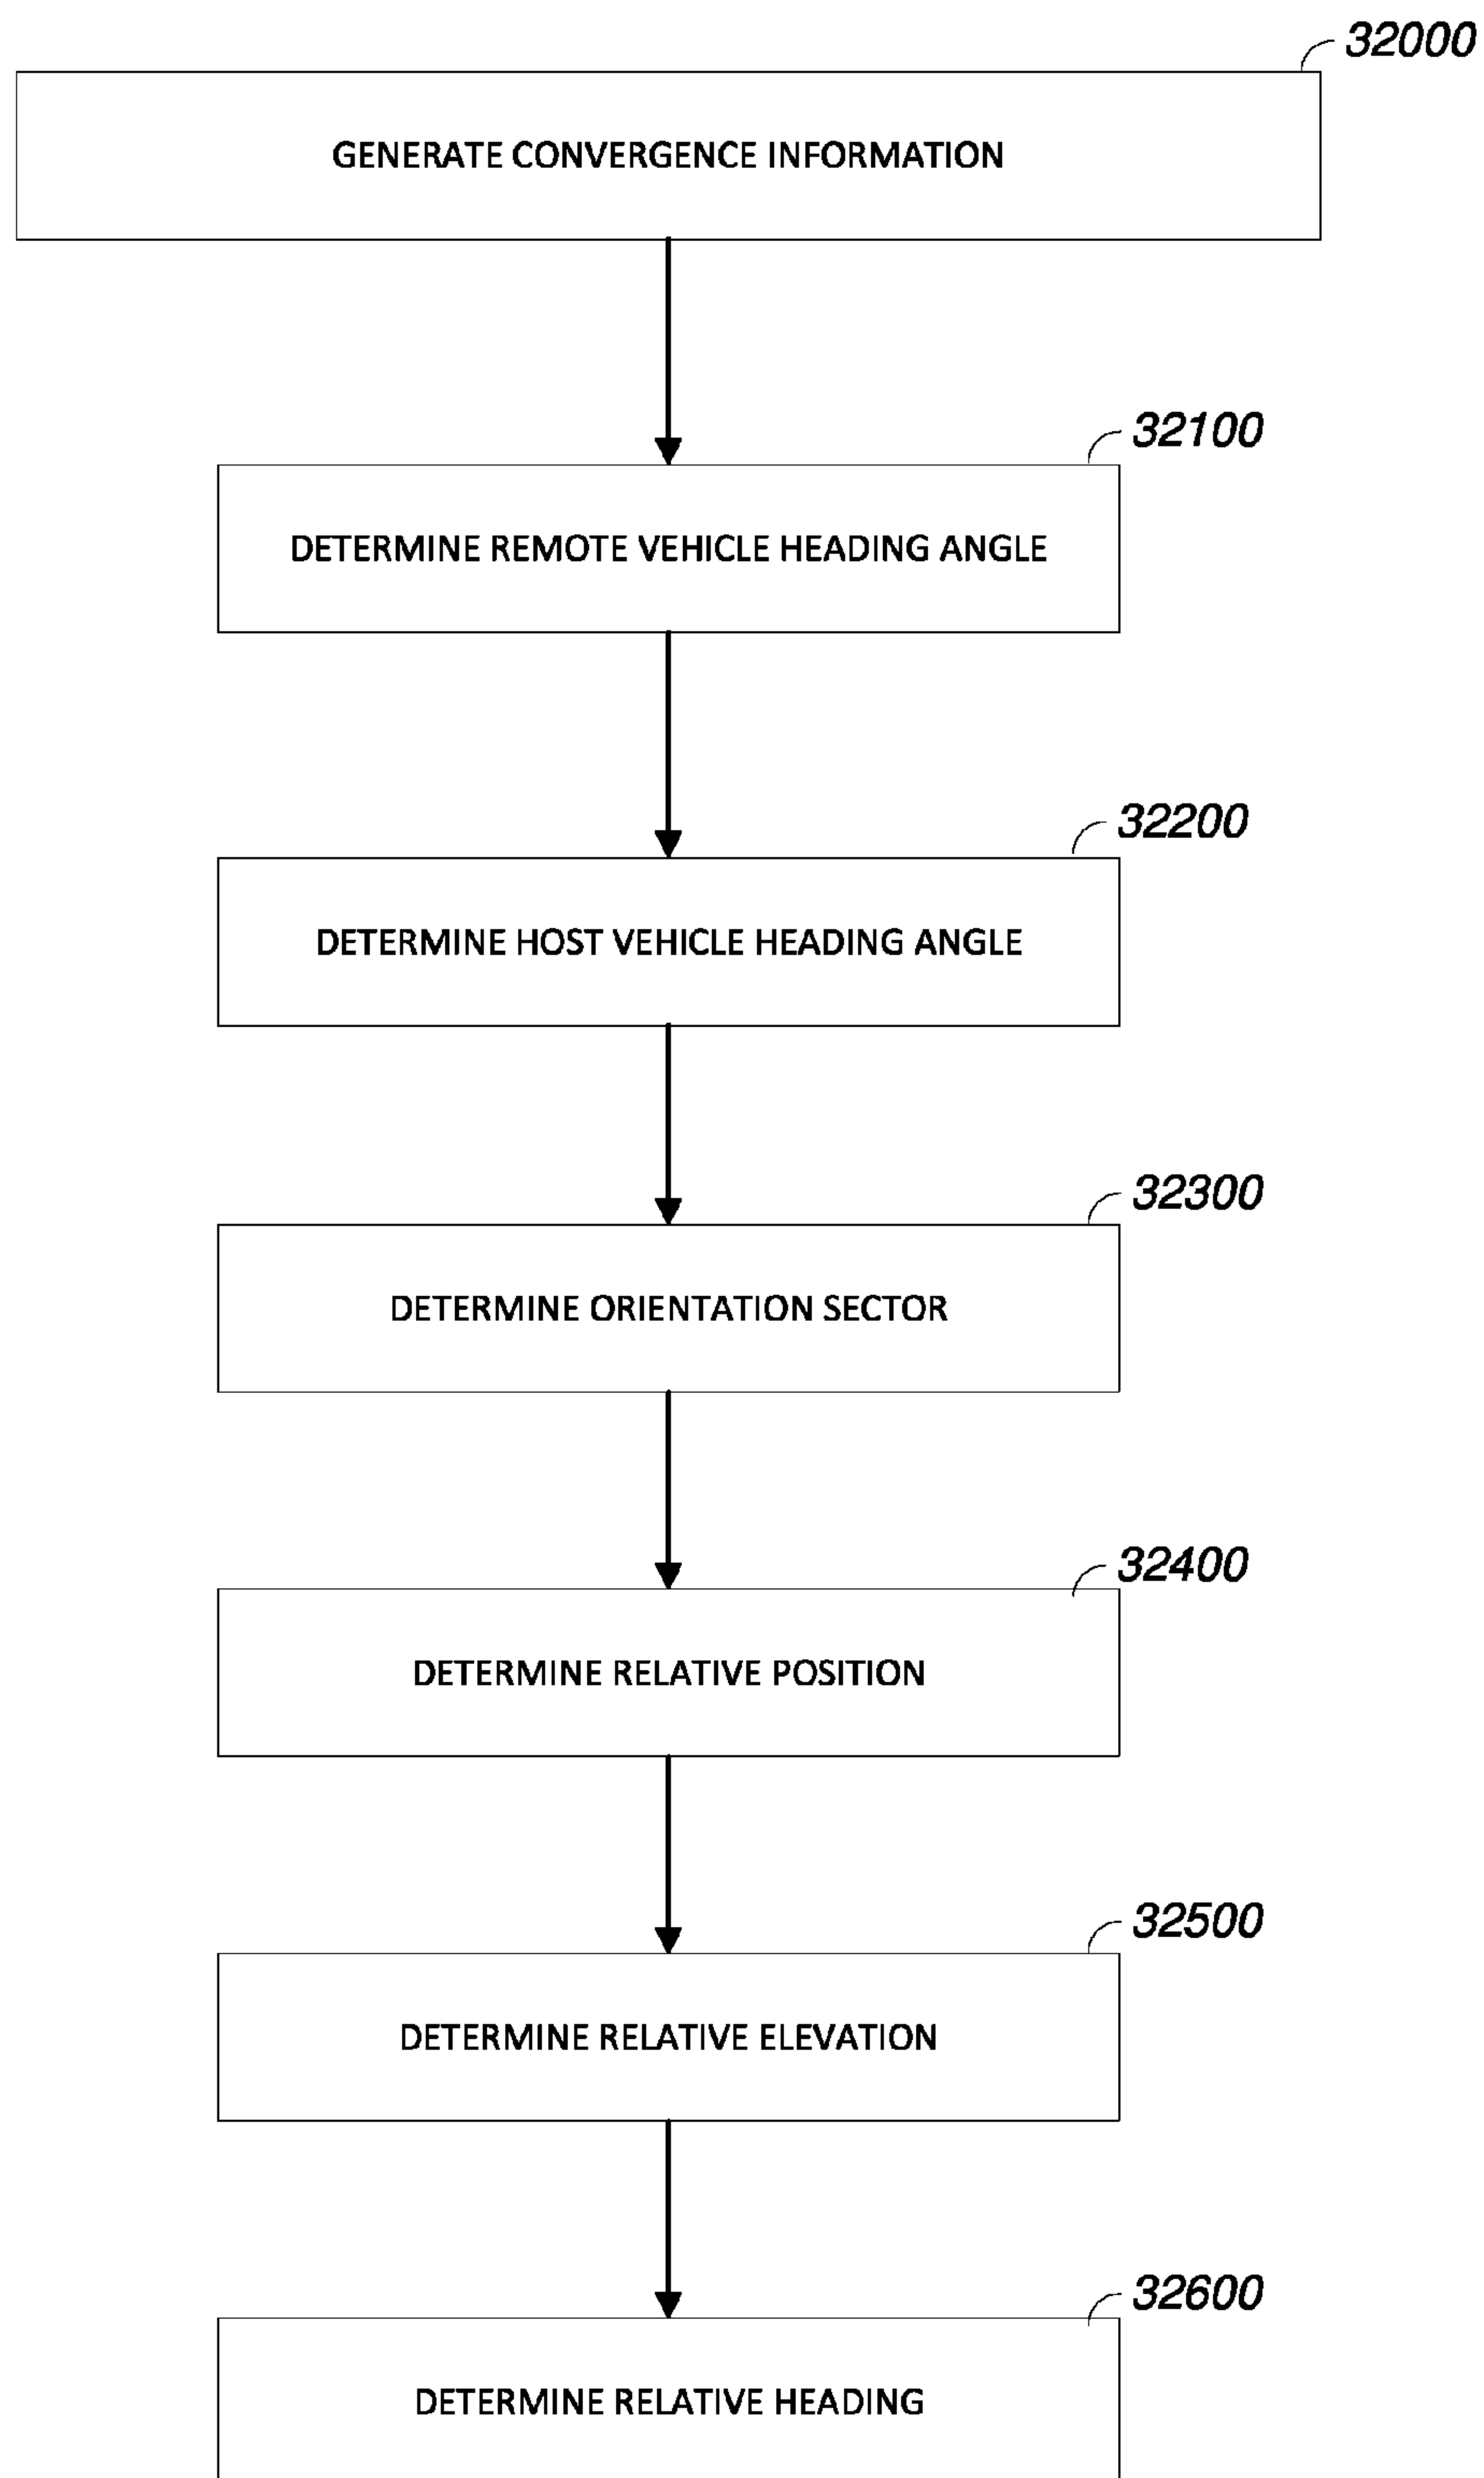 32000
GENERATE CONVERGENCE INFORMATION
32100
DETERMINE REMOTE VEHICLE HEADING ANGLE
32200
DETERMINE HOST VEHICLE HEADING ANGLE
32300
DETERMINE ORIENTATION SECTOR
32400
DETERMINE RELATIVE POSITION
32500
DETERMINE RELATIVE ELEVATION
32600
DETERMINE RELATIVE HEADING